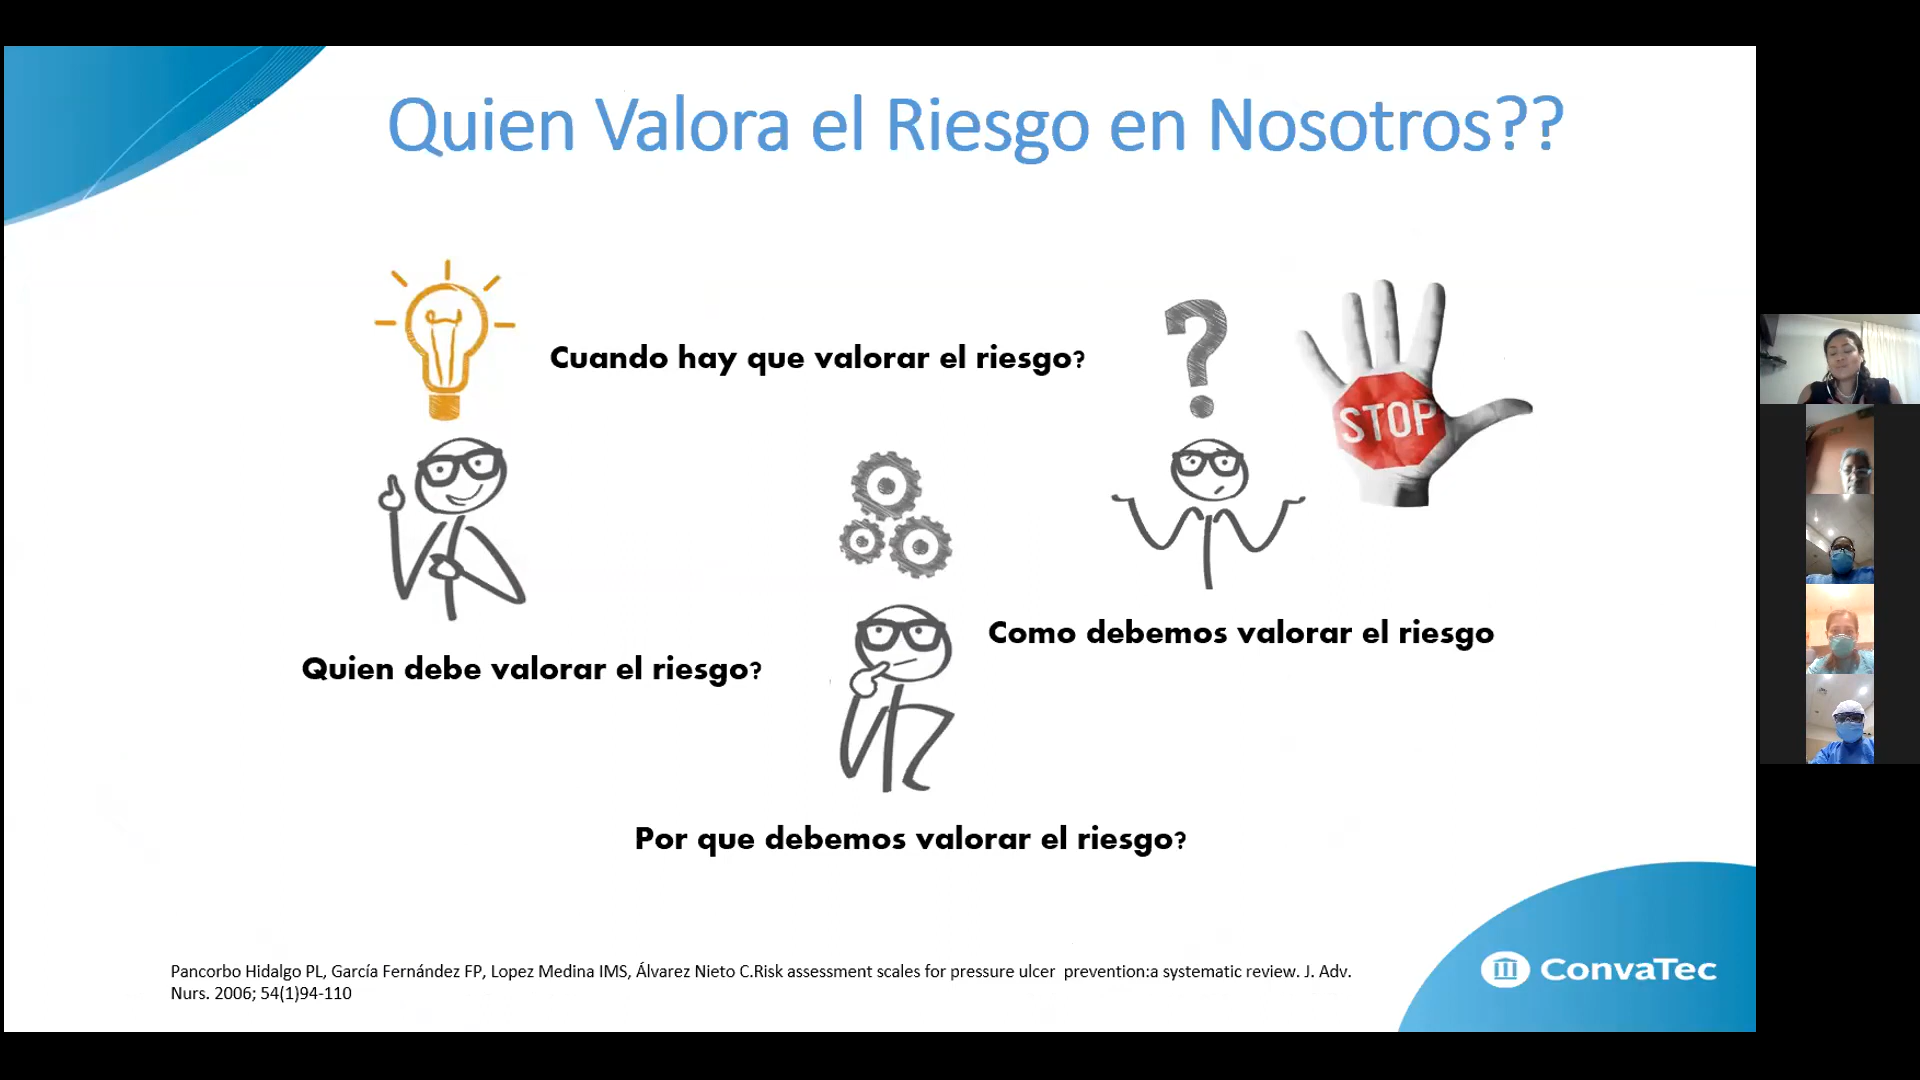 Quien Valora el Riesgo en Nosotros??
Cuando hay que valorar el riesgo?
STOP
Como debemos valorar el riesgo
Quien debe valorar el riesgo?
Por que debemos valorar el riesgo?
Pancorbo Hidalgo PL, García Fernández FP, Lopez Medina IMS, Álvarez Nieto C.Risk assessment scales for pressure ulcer prevention:a systematic review. J. Adv.
Nurs. 2006; 54(1)94-110
ConvaTec